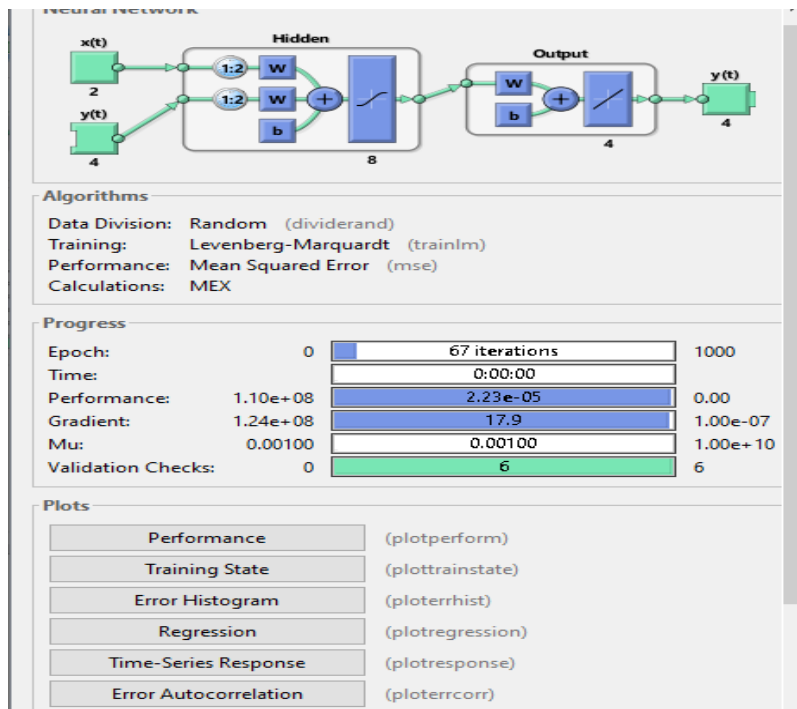 Neural Network
Hidden
x(t)
1:2
W
2
y(t)
1:2
W
b
4
8
Output
W
b
4
y(t)
4
Algorithms
Data Division: Random (dividerand)
Training: Levenberg-Marquardt (trainlm)
Performance: Mean Squared Error (mse)
Calculations: MEX
Progress
Epoch: 0 67 iterations 1000
Time: 0:00:00
Performance: 1.10e+08 2.23e-05 0.00
Gradient: 1.24e+08 17.9 1.00e-07
Mu: 0.00100 0.00100 1.00e+10
Validation Checks: 0 6 6
Plots
Performance (plotperform)
Training State (plottrainstate)
Error Histogram (ploterrhist)
Regression (plotregression)
Time-Series Response (plotresponse)
Error Autocorrelation (ploterrcorr)